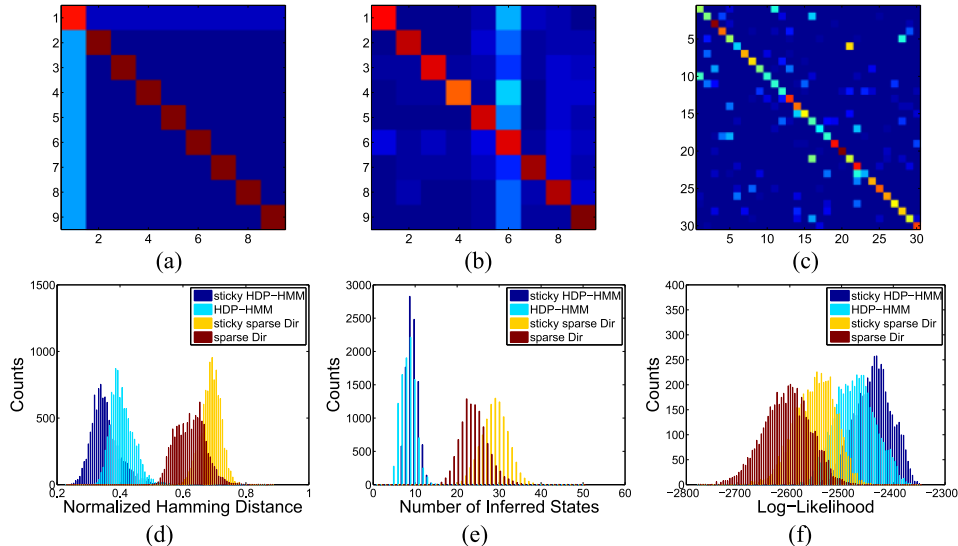 1
2
3
4
5
6
7
8
9
2 4 6 8
(a)
1
2
3
4
5
6
7
8
9
2 4 6 8
(b)
5
10
15
20
25
30
5 10 15 20 25 30
(c)
1500
1000
500
0
Counts
sticky HDP-HMM
HDP-HMM
sticky sparse Dir
sparse Dir
0.2 0.4 0.6 0.8 1
Normalized Hamming Distance
(d)
3000
2500
2000
1500
1000
500
0
Counts
sticky HDP-HMM
HDP-HMM
sticky sparse Dir
sparse Dir
0 10 20 30 40 50 60
Number of Inferred States
(e)
400
350
300
250
200
150
100
50
0
Counts
sticky HDP-HMM
HDP-HMM
sticky sparse Dir
sparse Dir
-2800 -2700 -2600 -2500 -2400 -2300
Log-Likelihood
(f)